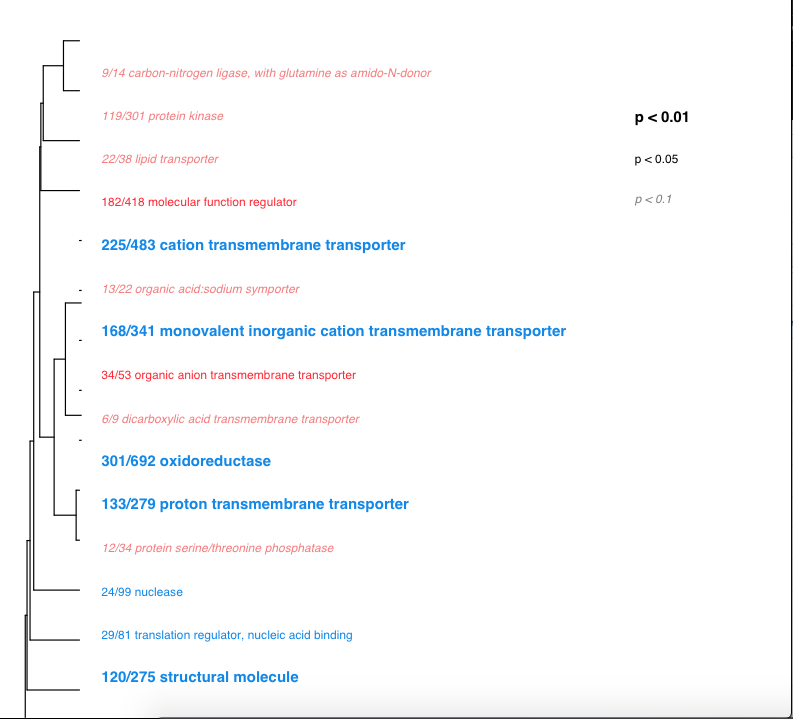 9/14 carbon-nitrogen ligase, with glutamine as amido-N-donor
119/301 protein kinase
p < 0.01
22/38 lipid transporter
p < 0.05
182/418 molecular function regulator
p < 0.1
225/483 cation transmembrane transporter
13/22 organic acid:sodium symporter
168/341 monovalent inorganic cation transmembrane transporter
34/53 organic anion transmembrane transporter
6/9 dicarboxylic acid transmembrane transporter
301/692 oxidoreductase
133/279 proton transmembrane transporter
12/34 protein serine/threonine phosphatase
24/99 nuclease
29/81 translation regulator, nucleic acid binding
120/275 structural molecule